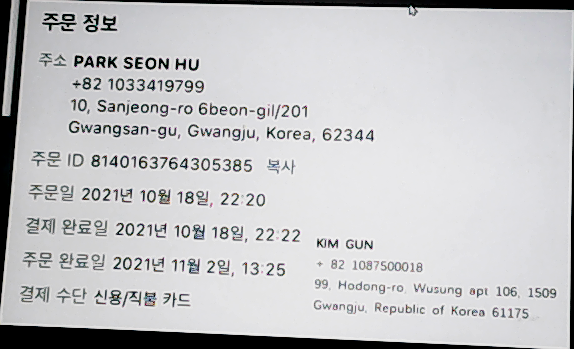 주문 정보
주소 PARK SEON HU
+82 1033419799
10, Sanjeong-ro 6beon-gil/201
Gwangsan-gu, Gwangju, Korea, 62344
주문 ID 8140163764305385 복사
주문일 2021년 10월 18일, 22:20
결제 완료일 2021년 10월 18일, 22:22
주문 완료일 2021년 11월 2일, 13:25
결제 수단 신용/직불 카드
KIM GUN
+ 82 1087500018
99, Hodong-ro, Wusung apt 106, 1509
Gwangju, Republic of Korea 61175